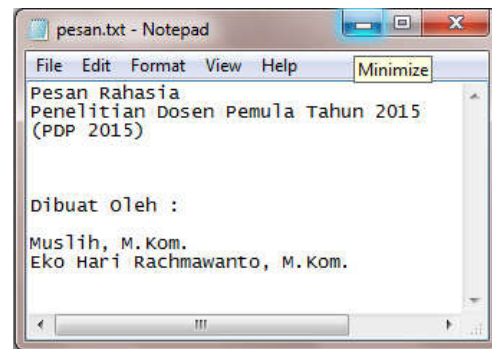 pesan.txt - Notepad
File Edit Format View Help
Minimize
Pesan Rahasia
Penelitian Dosen Pemula Tahun 2015
(PDP 2015)
Dibuat Oleh :
Muslih, M.Kom.
Eko Hari Rachmawanto, M.Kom.